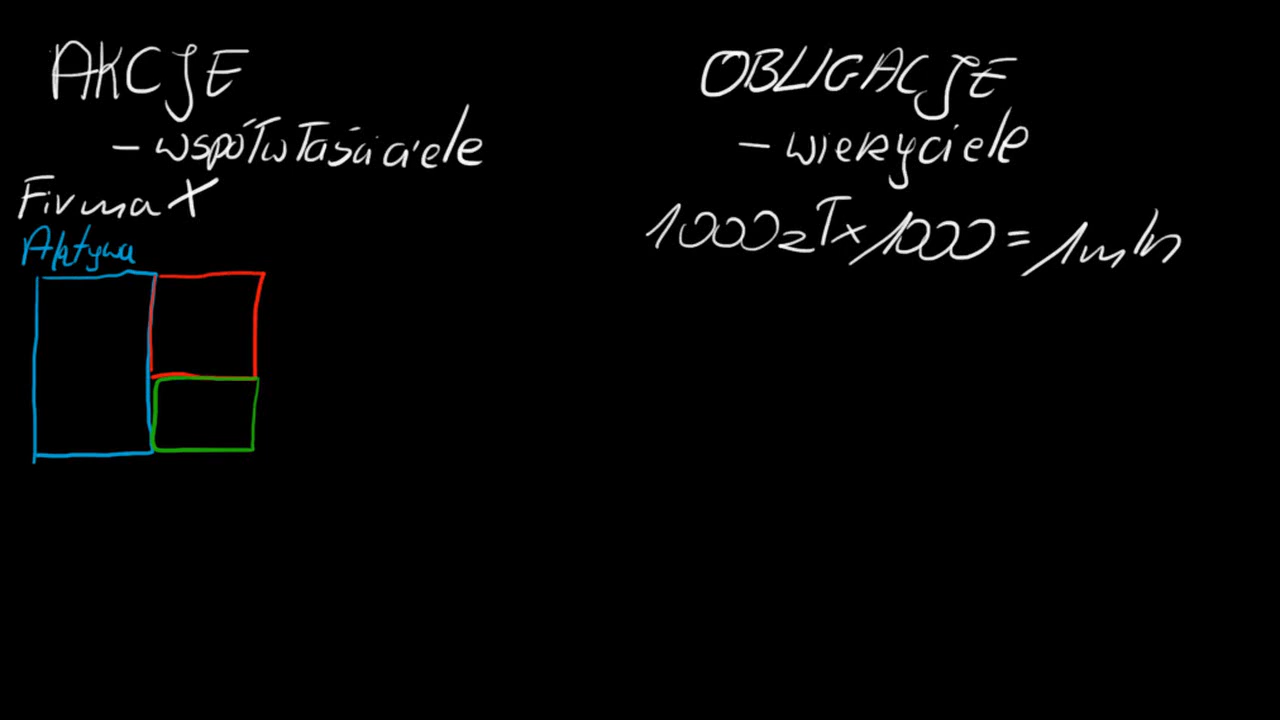 AKCJE
- współwłaściciele
Firma X
Aktywa
OBLIGACJE
- wierzyciele
1000zł x 1000 = 1mln